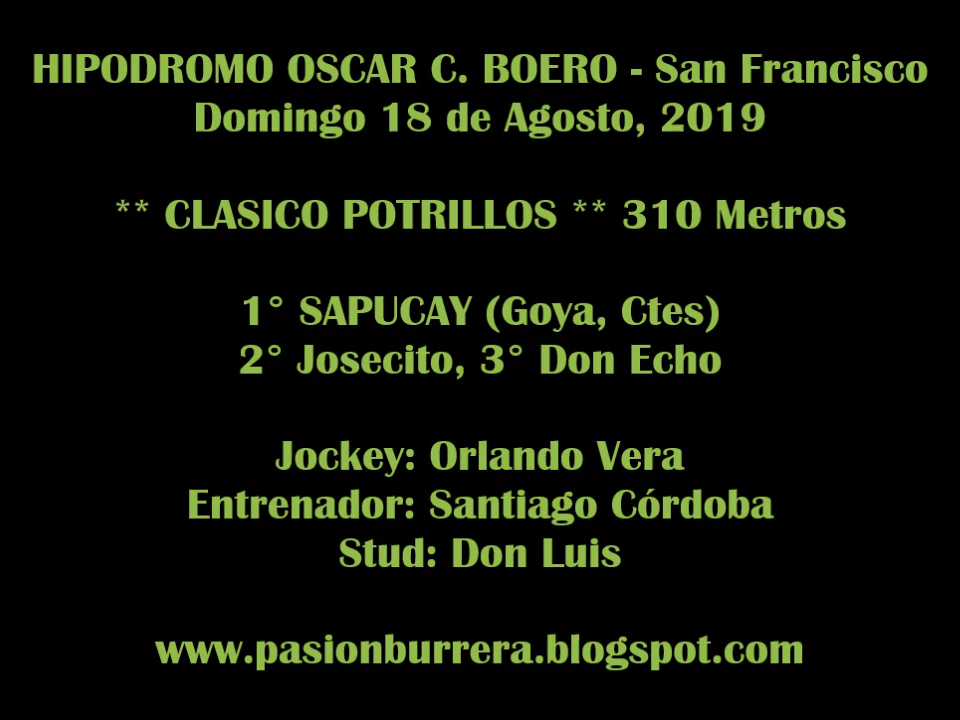 HIPODROMO OSCAR C. BOERO - San Francisco
Domingo 18 de Agosto, 2019
** CLASICO POTRILLOS ** 310 Metros
1° SAPUCAY (Goya, Ctes)
2° Josecito, 3° Don Echo
Jockey: Orlando Vera
Entrenador: Santiago Córdoba
Stud: Don Luis
www.pasionburrera.blogspot.com